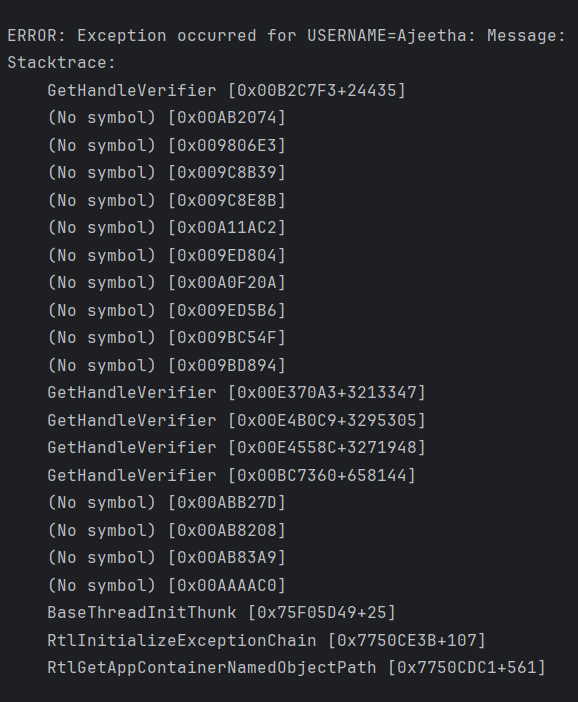 ERROR: Exception occurred for USERNAME=Ajeetha: Message:
Stacktrace:
GetHandleVerifier [0x00B2C7F3+24435]
(No symbol) [0x00AB2074]
(No symbol) [0x009806E3]
(No symbol) [0x009C8B39]
(No symbol) [0x009C8E8B]
(No symbol) [0x00A11AC2]
(No symbol) [0x009ED804]
(No symbol) [0x00A0F20A]
(No symbol) [0x009ED5B6]
(No symbol) [0x009BC54F]
(No symbol) [0x009BD894]
GetHandleVerifier [0x00E370A3+3213347]
GetHandleVerifier [0x00E4B0C9+3295305]
GetHandleVerifier [0x00E4558C+3271948]
GetHandleVerifier [0x00BC7360+658144]
(No symbol) [0x00ABB27D]
(No symbol) [0x00AB8208]
(No symbol) [0x00AB83A9]
(No symbol) [0x00AAAAC0]
BaseThreadInitThunk [0x75F05D49+25]
RtlInitializeExceptionChain [0x7750CE3B+107]
RtlGetAppContainerNamedObjectPath [0x7750CDC1+561]